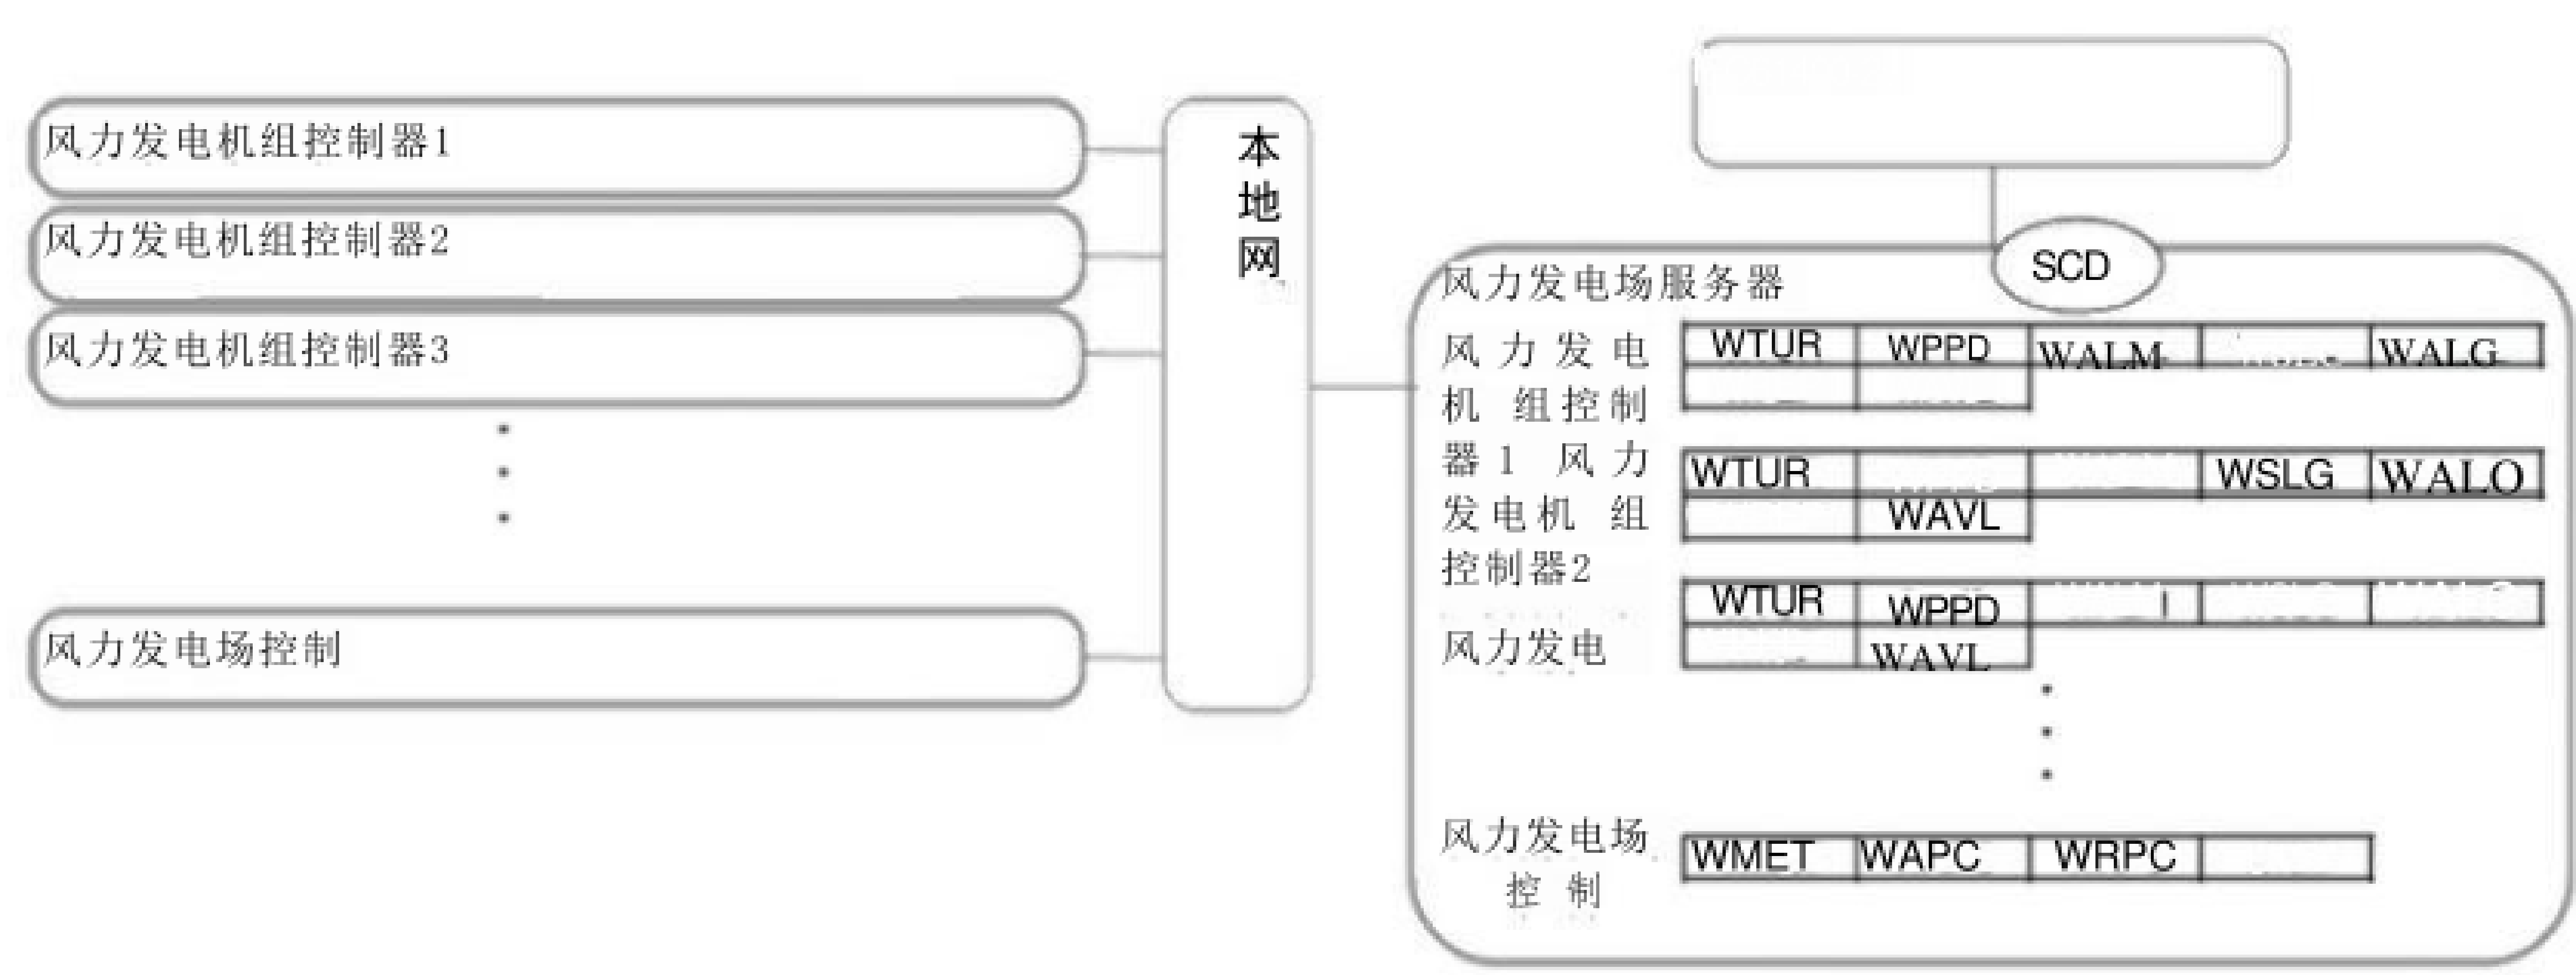 风力发电机组控制器1
风力发电机组控制器2
风力发电机组控制器3
风力发电场控制
本
地
网
SCD
风力发电场服务器
风力发电
机 组控制
器1 风力
发电机 组
控制器2
风力发电
WTUR WPPD WALM WALG
WTUR WSLG WALO
WAVL
WTUR WPPD
WAVL
风力发电场
控 制
WMET WAPC WRPC